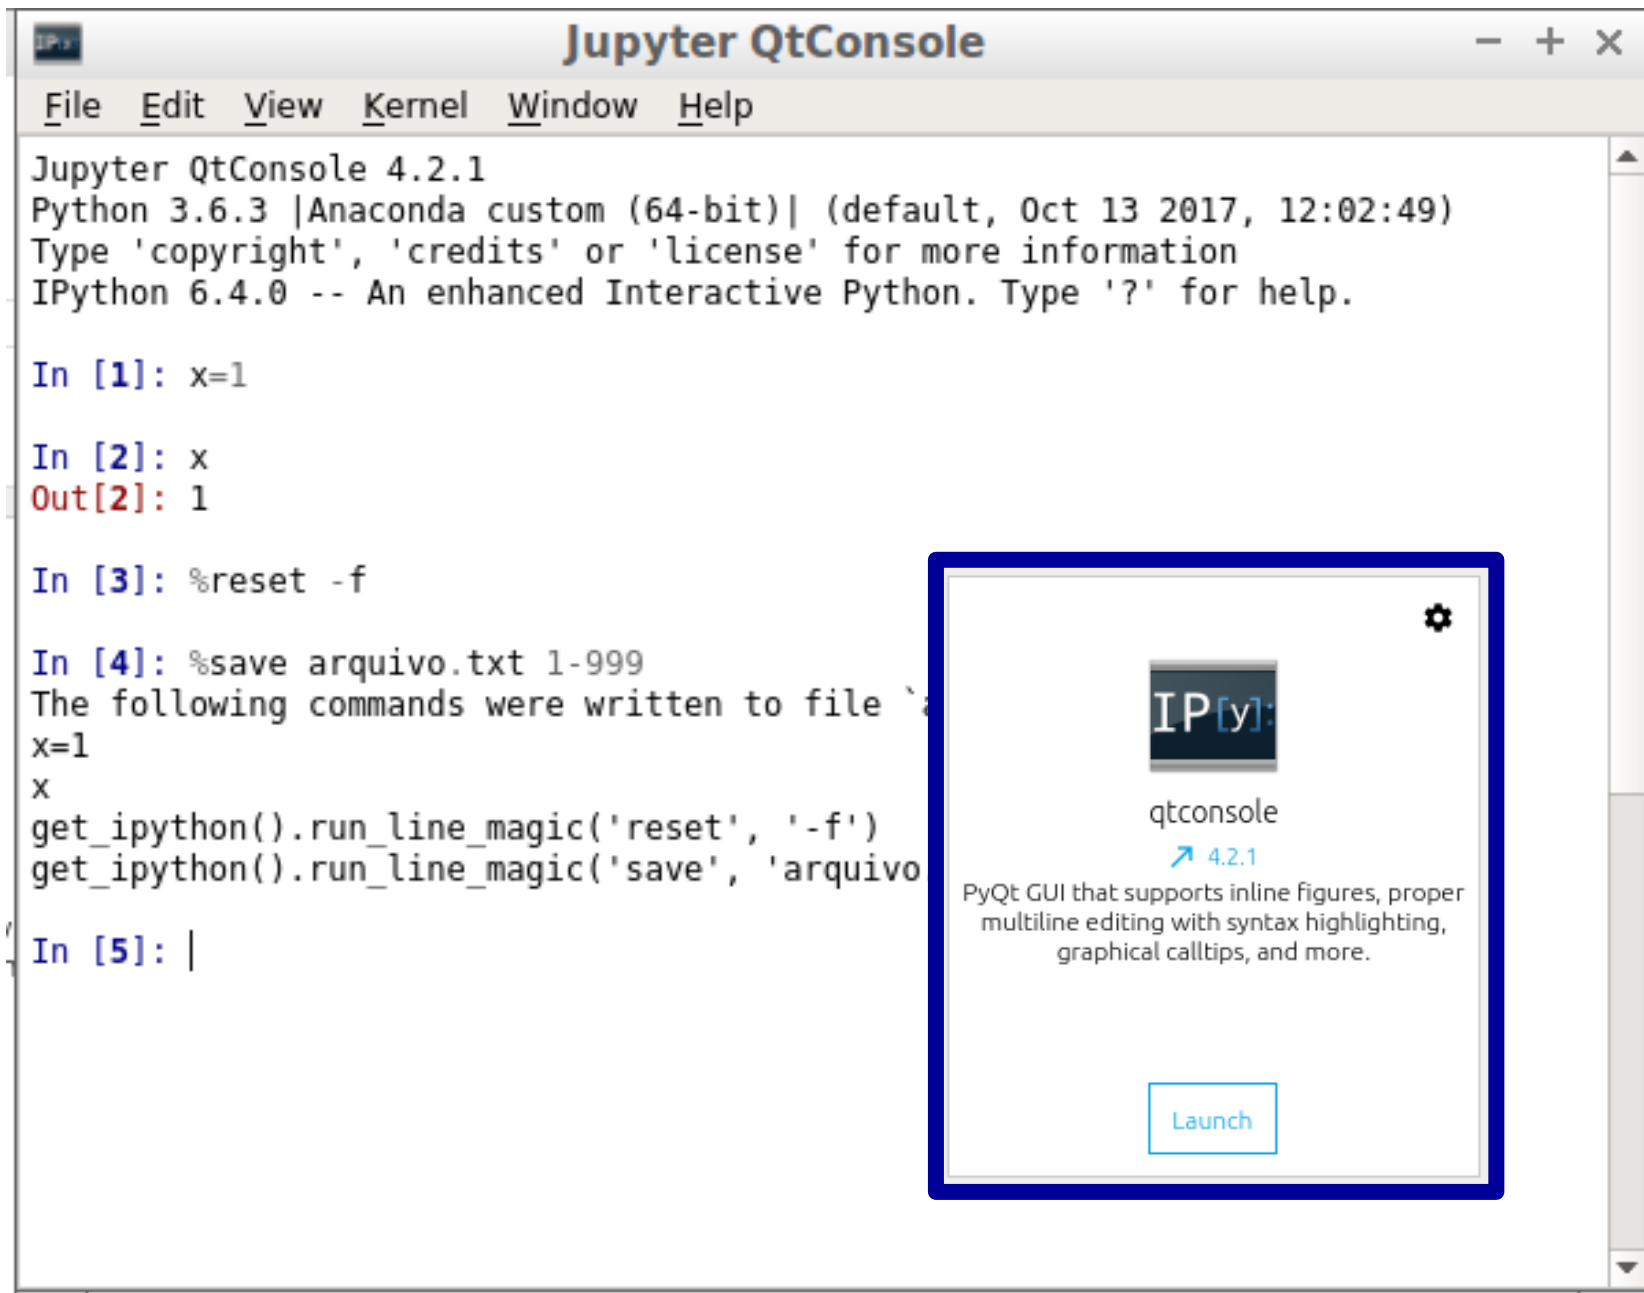 Jupyter QtConsole
File Edit View Kernel Window Help
Jupyter QtConsole 4.2.1
Python 3.6.3 |Anaconda custom (64-bit)| (default, Oct 13 2017, 12:02:49)
Type 'copyright', 'credits' or 'license' for more information
IPython 6.4.0 -- An enhanced Interactive Python. Type '?' for help.
In [1]: x=1
In [2]: x
Out[2]: 1
In [3]: %reset -f
In [4]: %save arquivo.txt 1-999
The following commands were written to file `a
x=1
x
get_ipython().run_line_magic('reset', '-f')
get_ipython().run_line_magic('save', 'arquivo.
In [5]:
IP[y]:
qtconsole
4.2.1
PyQt GUI that supports inline figures, proper
multiline editing with syntax highlighting,
graphical calltips, and more.
Launch